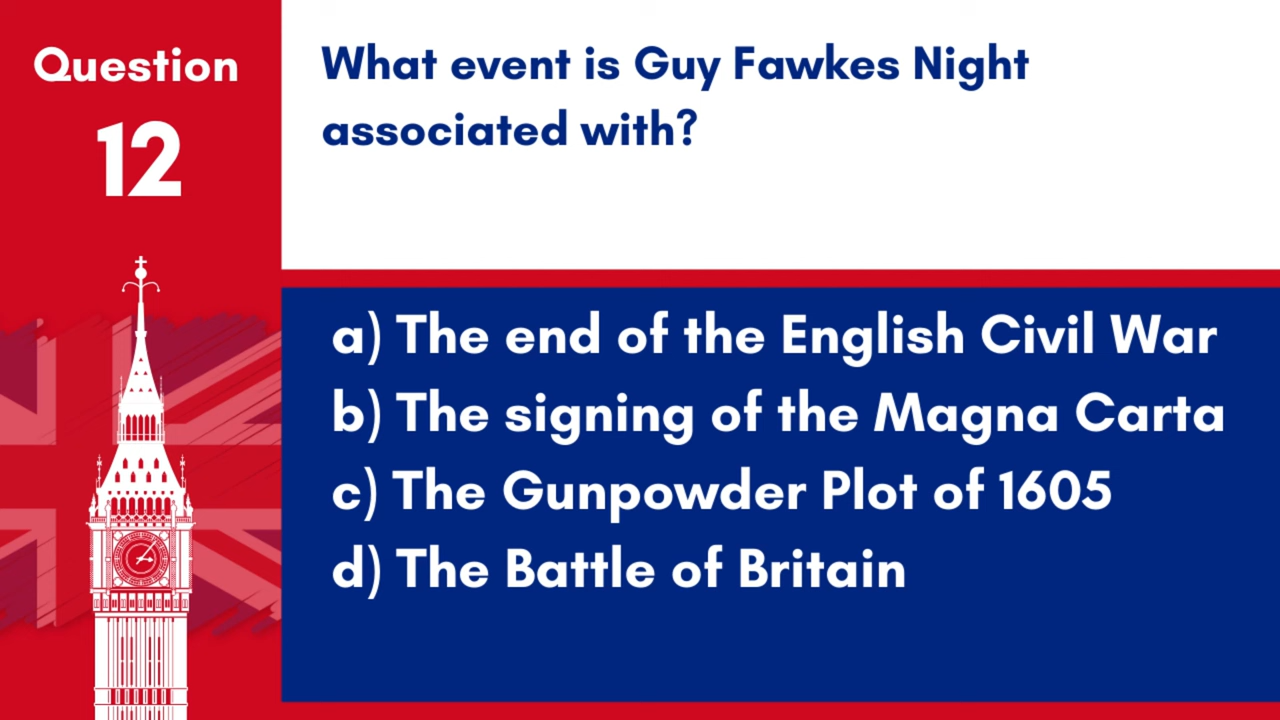 Question
12
What event is Guy Fawkes Night
associated with?
a) The end of the English Civil War
b) The signing of the Magna Carta
c) The Gunpowder Plot of 1605
d) The Battle of Britain